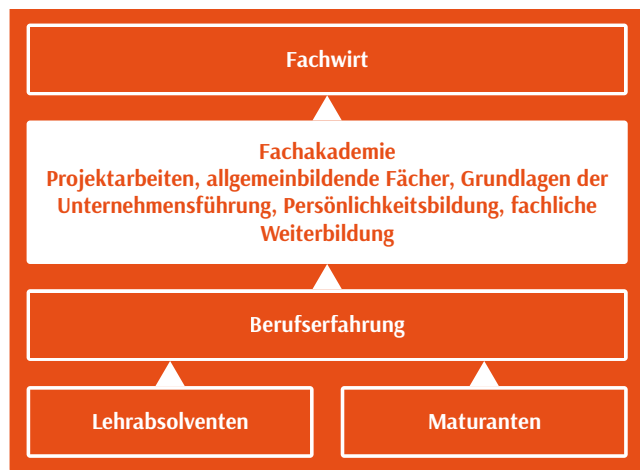 Fachwirt
Fachakademie
Projektarbeiten, allgemeinbildende Fächer, Grundlagen der
Unternehmensführung, Persönlichkeitsbildung, fachliche
Weiterbildung
Berufserfahrung
Lehrabsolventen
Maturanten